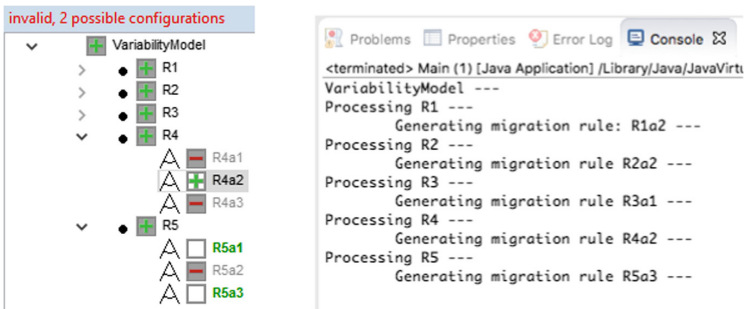 invalid, 2 possible configurations
VariabilityModel
R1
R2
R3
R4
R4a1
R4a2
R4a3
R5
R5a1
R5a2
R5a3
Problems Properties Error Log Console
<terminated> Main (1) [Java Application] /Library/Java/JavaVirtu
VariabilityModel ---
Processing R1 ---
Generating migration rule: R1a2 ---
Processing R2 ---
Generating migration rule R2a2 ---
Processing R3 ---
Generating migration rule R3a1 ---
Processing R4 ---
Generating migration rule R4a2 ---
Processing R5 ---
Generating migration rule R5a3 ---